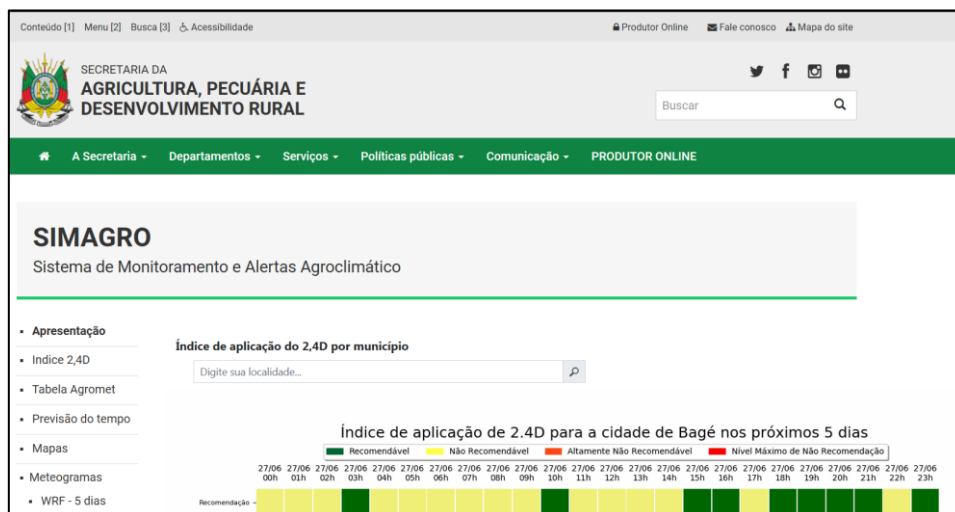 Conteúdo [1] Menu [2] Busca [3] Acessibilidade Produtor Online Fale conosco Mapa do site
SECRETARIA DA
AGRICULTURA, PECUÁRIA E
DESENVOLVIMENTO RURAL
Buscar
A Secretaria Departamentos Serviços Políticas públicas Comunicação PRODUTOR ONLINE
SIMAGRO
Sistema de Monitoramento e Alertas Agroclimático
Apresentação
Indice 2,4D
Tabela Agromet
Previsão do tempo
Mapas
Meteogramas
WRF - 5 dias
Índice de aplicação do 2,4D por município
Digite sua localidade...
Índice de aplicação de 2.4D para a cidade de Bagé nos próximos 5 dias
Recomendável Não Recomendável Altamente Não Recomendável Nível Máximo de Não Recomendação
27/06 27/06 27/06 27/06 27/06 27/06 27/06 27/06 27/06 27/06 27/06 27/06 27/06 27/06 27/06 27/06 27/06 27/06 27/06 27/06 27/06 27/06 27/06 27/06
00h 01h 02h 03h 04h 05h 06h 07h 08h 09h 10h 11h 12h 13h 14h 15h 16h 17h 18h 19h 20h 21h 22h 23h
Recomendação